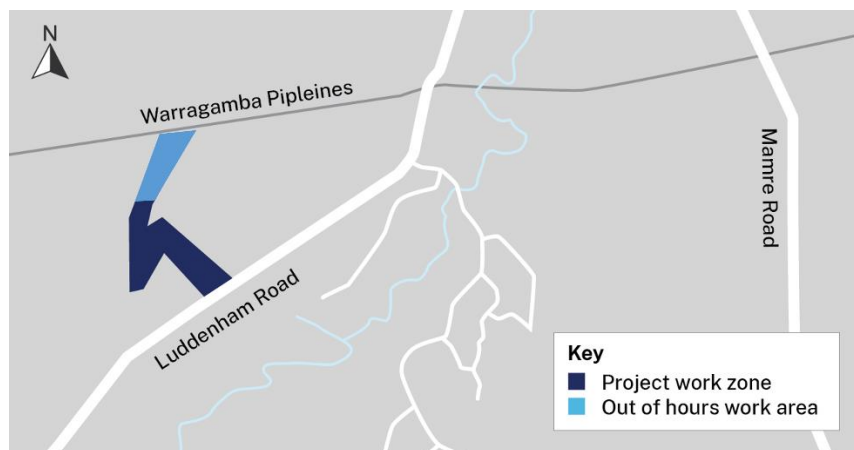 N
Warragamba Pipleines
Mamre Road
Luddenham Road
Key
Project work zone
Out of hours work area